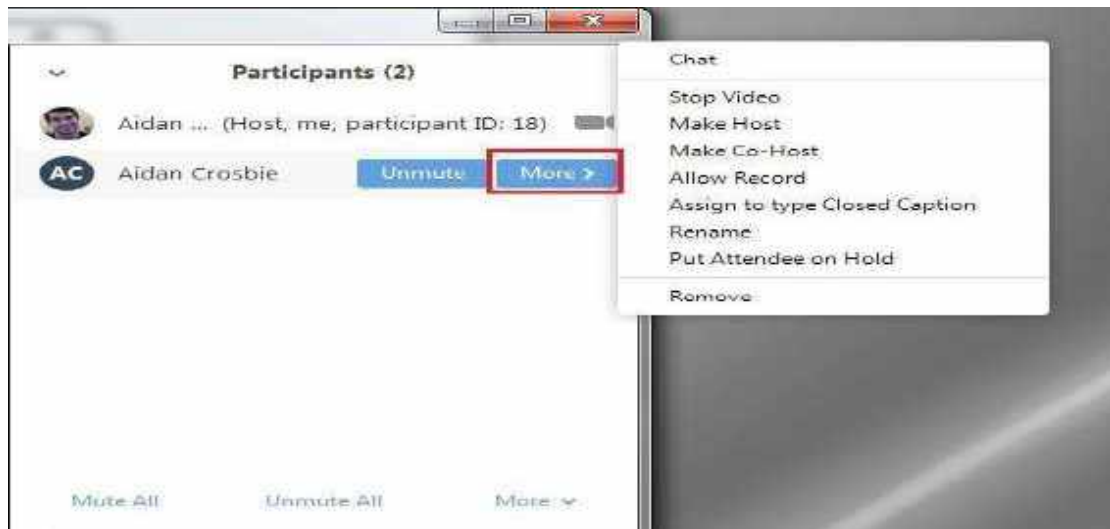 Participants (2)
Aidan ... (Host, me, participant ID: 18)
AC Aidan Crosbie Unmute More >
Chat
Stop Video
Make Host
Make Co-Host
Allow Record
Assign to type Closed Caption
Rename
Put Attendee on Hold
Remove
Mute All Unmute All More